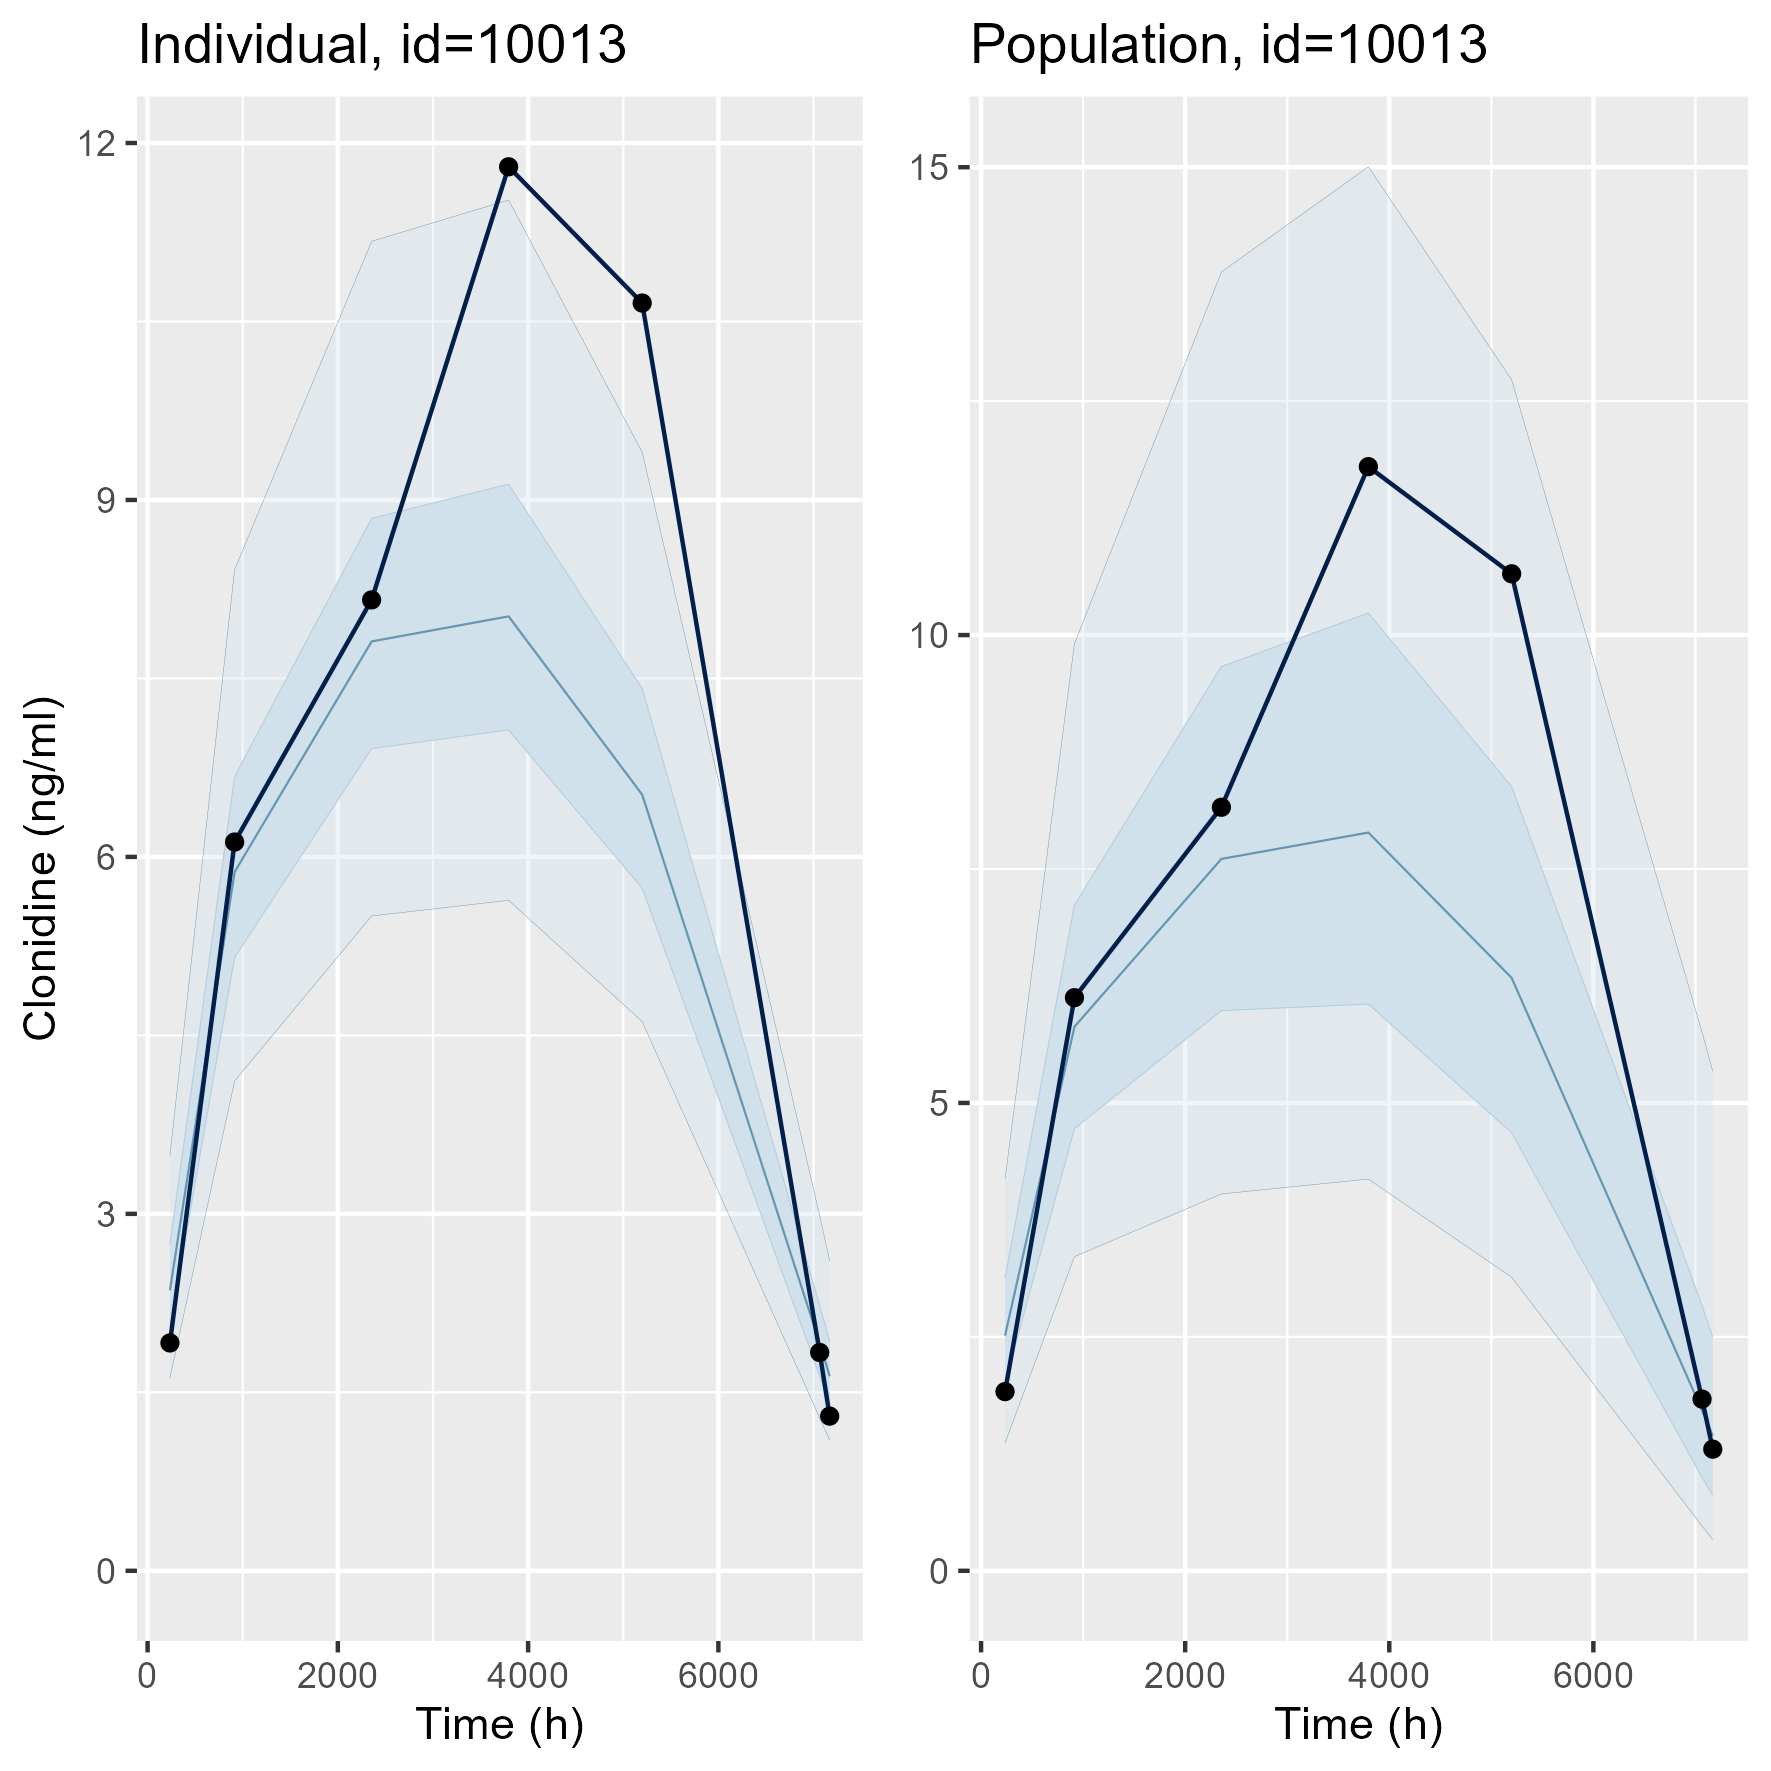 Individual, id=10013
Population, id=10013
Clonidine (ng/ml)
12
9
6
3
0
0 2000 4000 6000
Time (h)
15
10
5
0
0 2000 4000 6000
Time (h)